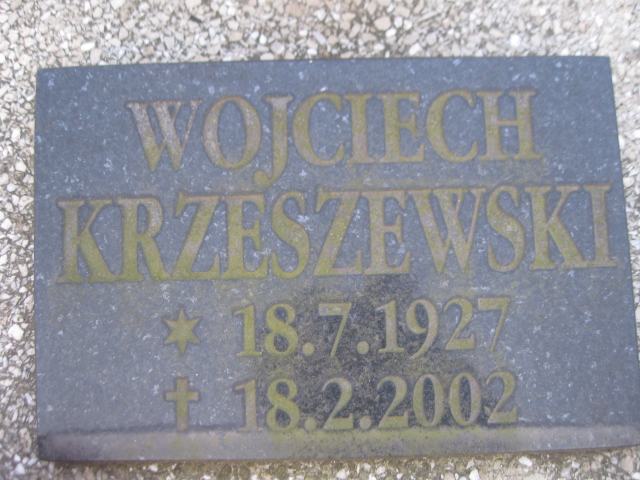 WOJCIECH
KRZESZEWSKI
* 18.7.1927
✝ 18.2.2002